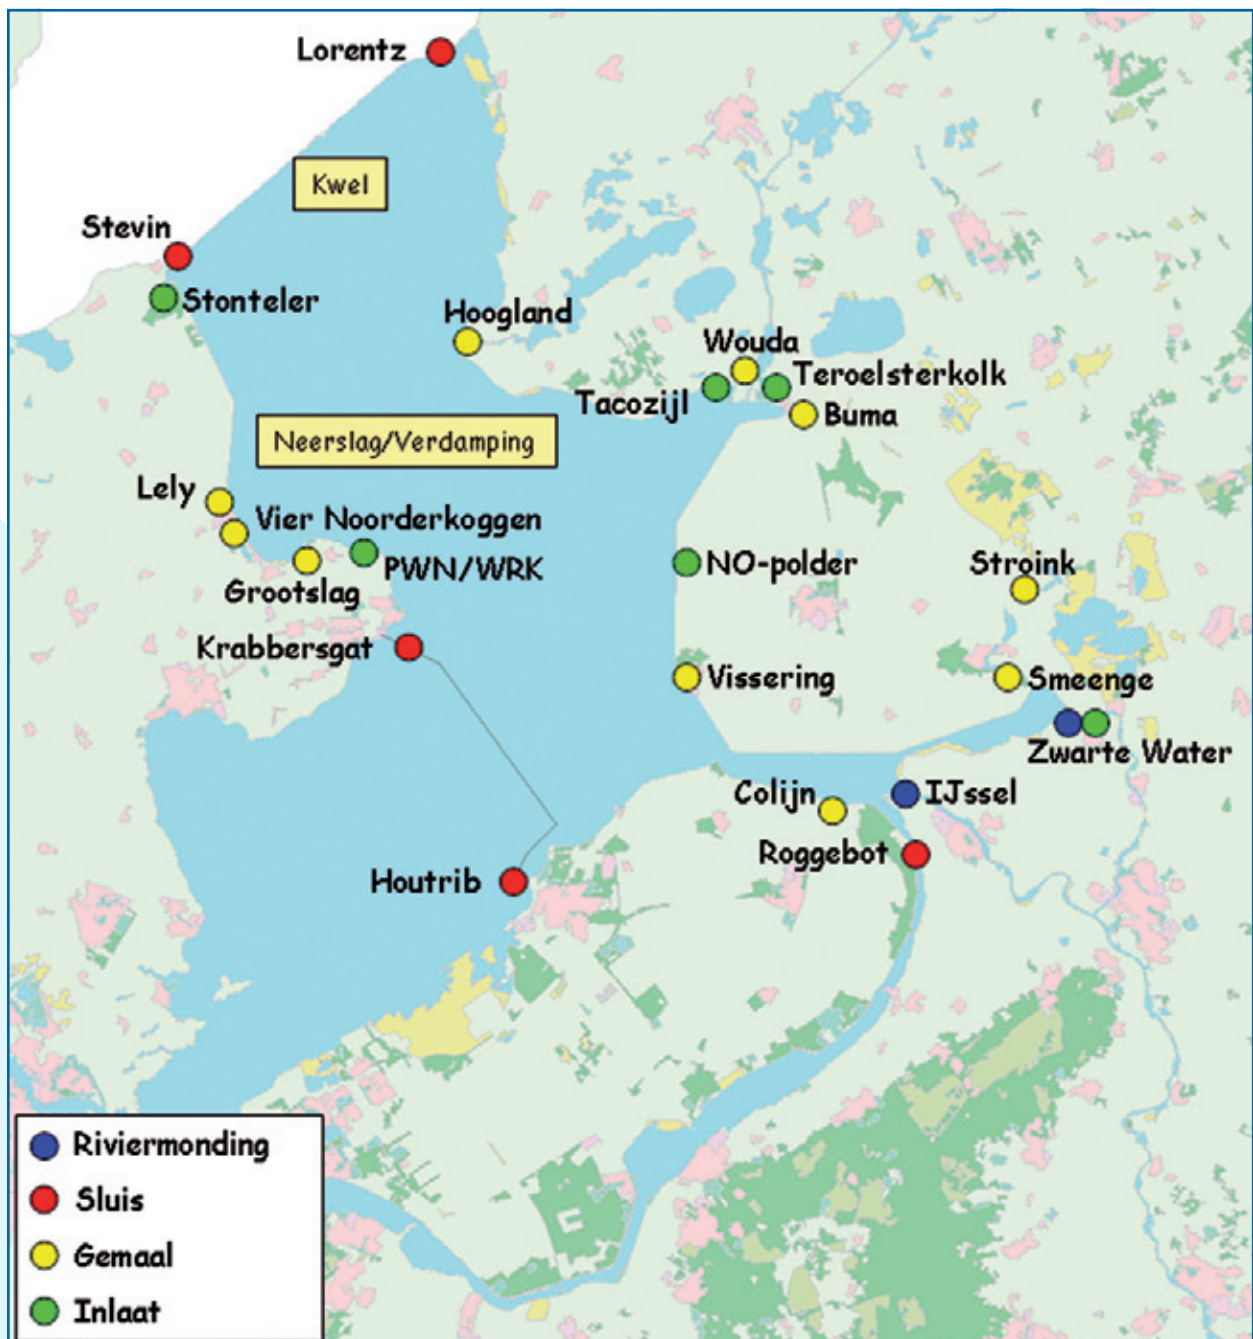 Lorentz
Kwel
Stevin
Stonteler
Hoogland
Wouda
Teroelsterkolk
Tacozijl
Buma
Neerslag/Verdamping
Lely
Vier Noorderkoggen
PWN/WRK
NO-polder
Stroink
Grootslag
Krabbersgat
Vissering
Smeenge
Zwarte Water
Colijn
IJssel
Roggebot
Houtrib
Riviermonding
Sluis
Gemaal
Inlaat